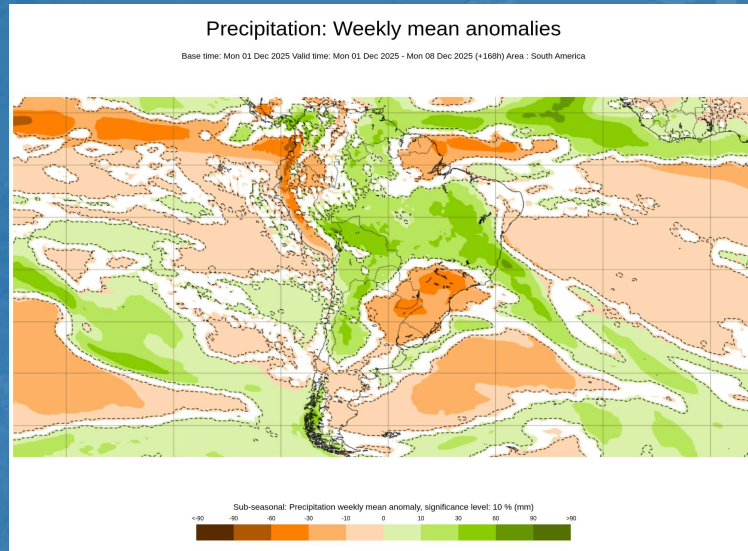 Precipitation: Weekly mean anomalies
Base time: Mon 01 Dec 2025 Valid time: Mon 01 Dec 2025 - Mon 08 Dec 2025 (+168h) Area : South America
Sub-seasonal: Precipitation weekly mean anomaly, significance level: 10 % (mm)
<-90 -90 -60 -30 -10 0 10 30 60 90 >90